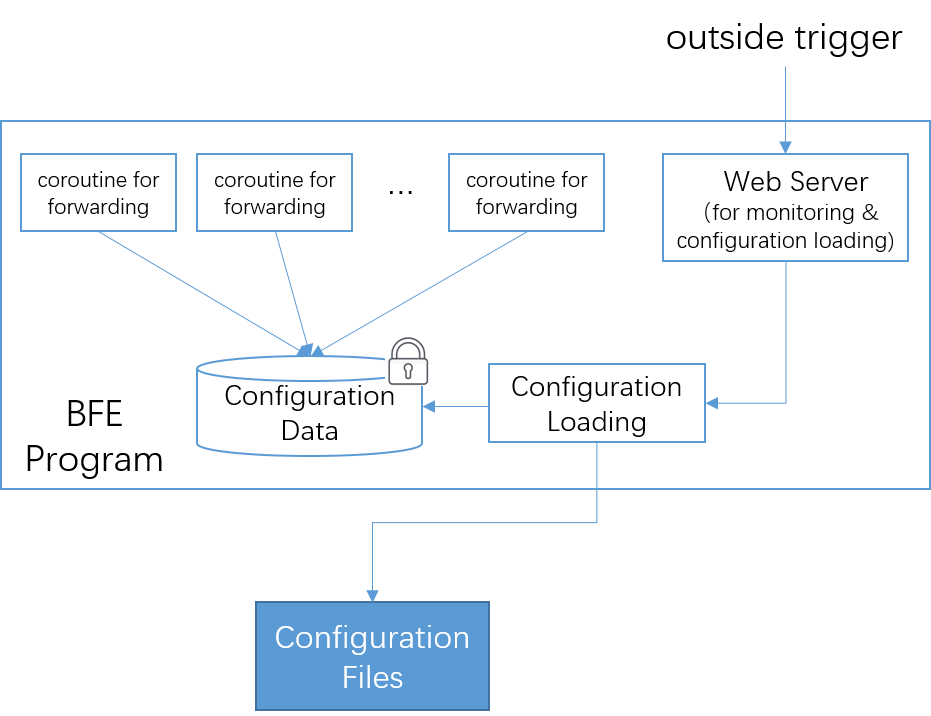 outside trigger
coroutine for
forwarding
coroutine for
forwarding
...
coroutine for
forwarding
Web Server
(for monitoring &
configuration loading)
Configuration
Data
Configuration
Loading
BFE
Program
Configuration
Files